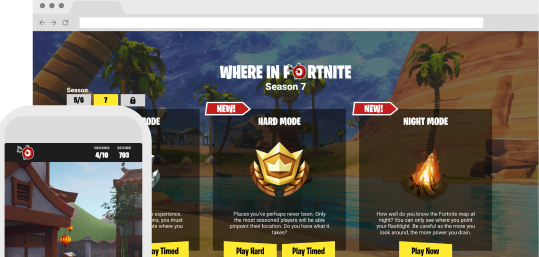 WHERE IN FORTNITE
Season 7
Season
5/6 7
NEW!
NEW!
ODE
HARD MODE
NIGHT MODE
ROUND SCORE
4/10 703
e experience.
ons, you must
te where you
Places you've perhaps never been. Only
the most seasoned players will be able
pinpoint their location. Do you have what it
takes?
How well do you know the Fortnite map at
night? You can only see where you point
your flashlight. Be careful as the more you
look around, the more power you drain.
lay Timed
Play Hard
Play Timed
Play Now